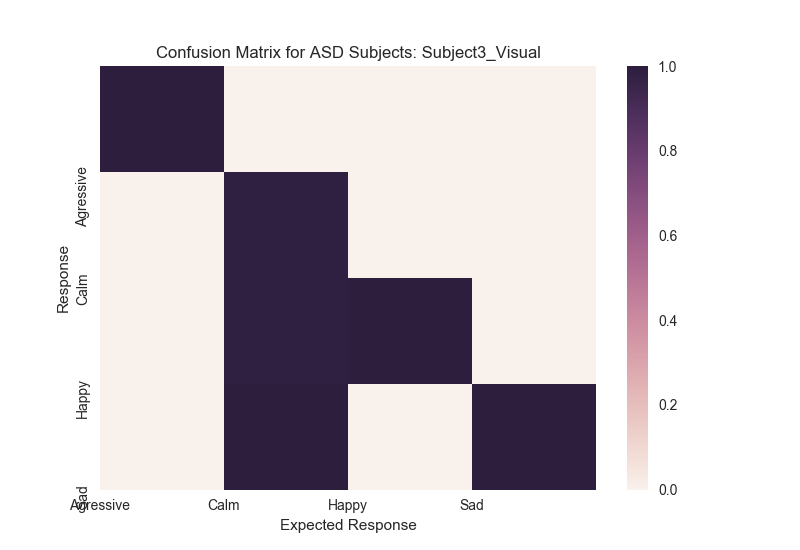 Confusion Matrix for ASD Subjects: Subject3_Visual
1.0
0.8
0.6
0.4
0.2
0.0
Response
Agressive
Calm
Happy
Sad
Agressive Calm Happy Sad
Expected Response